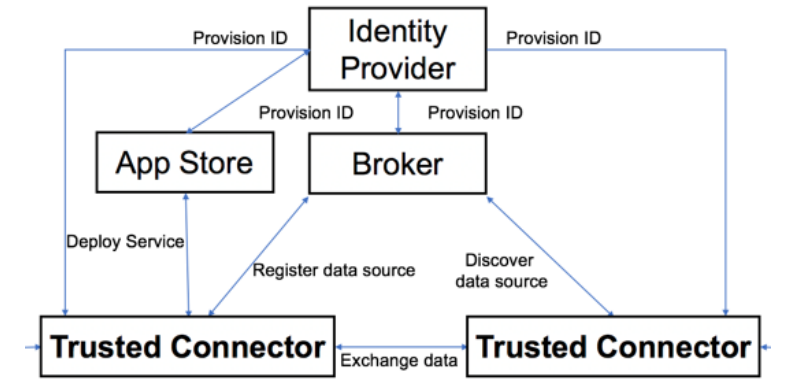 Provision ID
Identity
Provider
Provision ID
Provision ID
Provision ID
App Store
Broker
Deploy Service
Register data source
Discover
data source
Trusted Connector
Exchange data
Trusted Connector